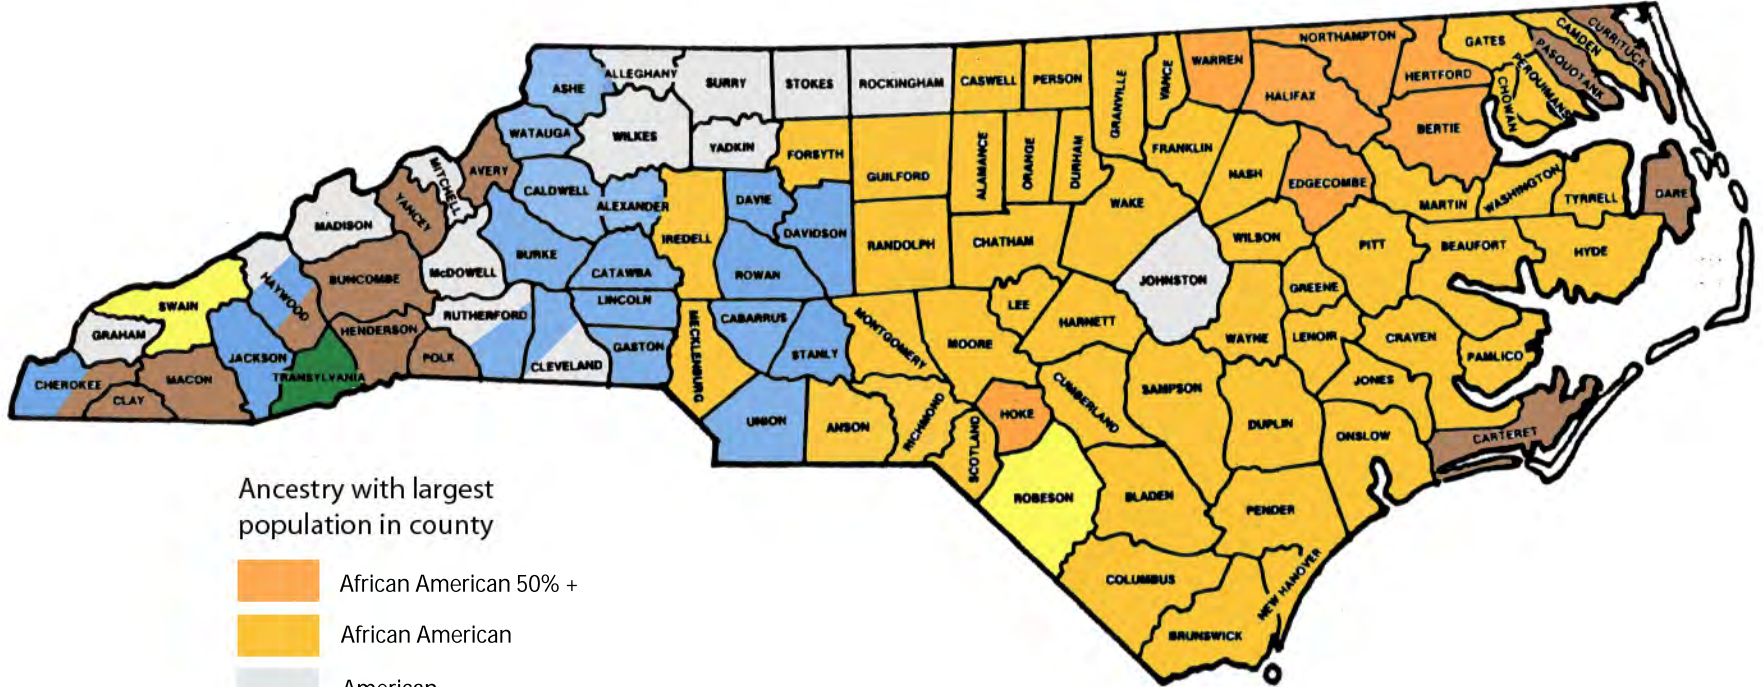 NORTHAMPTON
GATES
CAMDEN
CURRITUCK
PASQUOTANK
PERQUIMANS
CHOWAN
HERTFORD
WARREN
HALIFAX
BERTIE
ALLEGHANY
ASHE
SURRY
STOKES
ROCKINGHAM
CASWELL
PERSON
GRANVILLE
VANCE
WATAUGA
WILKES
YADKIN
FORSYTH
GUILFORD
ALAMANCE
ORANGE
DURHAM
FRANKLIN
NASH
EDGECOMBE
MARTIN
WASHINGTON
TYRRELL
DARE
MITCHELL
AVERY
CALDWELL
ALEXANDER
DAVIE
IREDELL
DAVIDSON
RANDOLPH
CHATHAM
WAKE
WILSON
PITT
BEAUFORT
HYDE
MADISON
YANCEY
McDOWELL
BURKE
CATAWBA
ROWAN
JOHNSTON
GREENE
SWAIN
HAYWOOD
BUNCOMBE
RUTHERFORD
LINCOLN
CABARRUS
MONTGOMERY
LEE
HARNETT
WAYNE
LENOIR
CRAVEN
PAMLICO
GRAHAM
JACKSON
HENDERSON
POLK
CLEVELAND
GASTON
MECKLENBURG
STANLY
MOORE
CHEROKEE
CLAY
MACON
TRANSYLVANIA
UNION
ANSON
RICHMOND
SCOTLAND
HOKE
CUMBERLAND
SAMPSON
DUPLIN
JONES
ONSLOW
CARTERET
ROBESON
BLADEN
PENDER
COLUMBUS
BRUNSWICK
NEW HANOVER
Ancestry with largest
population in county
African American 50% +
African American
American